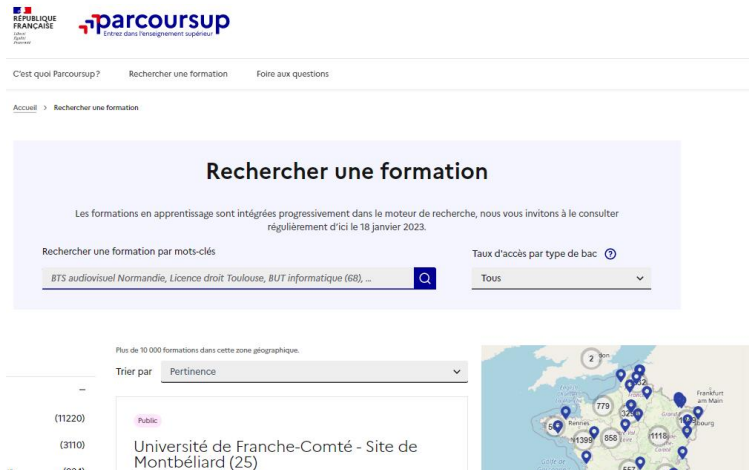 RÉPUBLIQUE
FRANÇAISE
Liberté
Égalité
Fraternité
parcoursup
Entrez dans l'enseignement supérieur
C'est quoi Parcoursup? Rechercher une formation Foire aux questions
Accueil > Rechercher une formation
Rechercher une formation
Les formations en apprentissage sont intégrées progressivement dans le moteur de recherche, nous vous invitons à le consulter
régulièrement d'ici le 18 janvier 2023.
Rechercher une formation par mots-clés
Taux d'accès par type de bac ?
BTS audiovisuel Normandie, Licence droit Toulouse, BUT informatique (68), ...
Tous
Plus de 10 000 formations dans cette zone géographique.
Trier par Pertinence
(11220)
(3110)
Public
Université de Franche-Comté - Site de
Montbéliard (25)
2
Frankfurt
am Main
779
Rennes
1399
858
1118
557